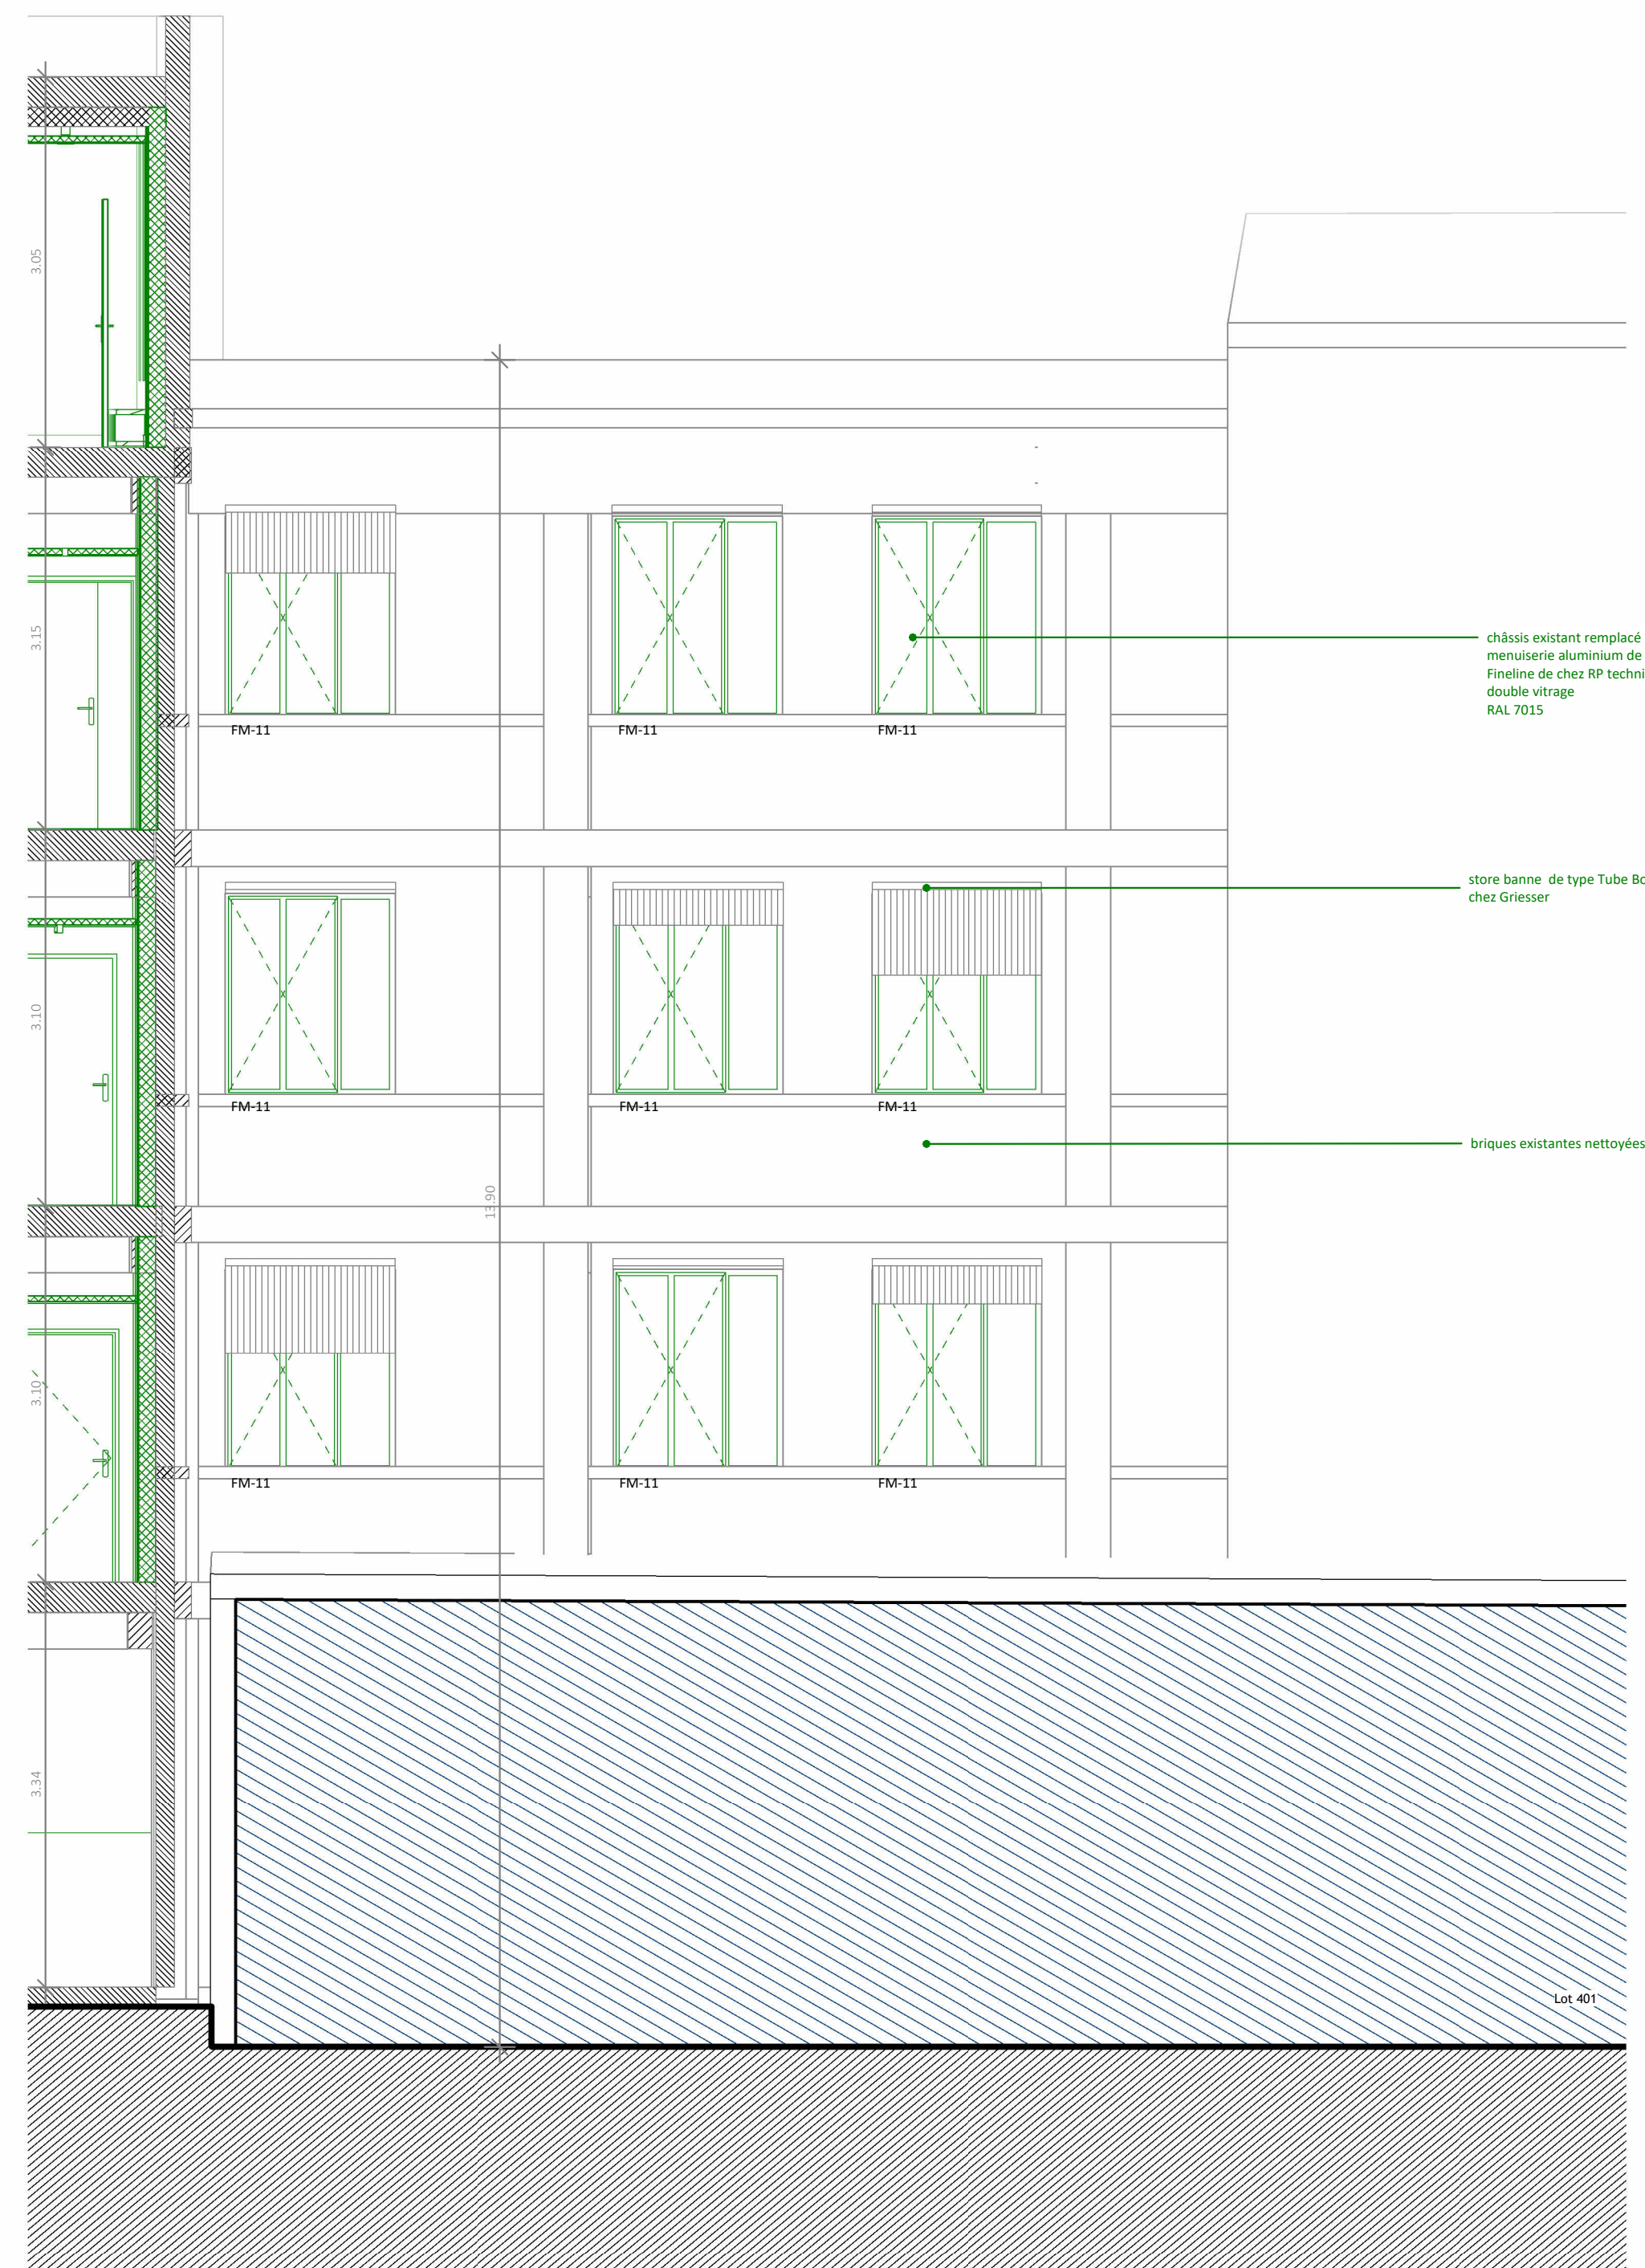 3.05
3.15
châssis existant remplacé
menuiserie aluminium de
Fineline de chez RP techni
double vitrage
RAL 7015
FM-11
FM-11
FM-11
store banne de type Tube Bo
chez Griesser
3.10
FM-11
FM-11
FM-11
briques existantes nettoyées
13.90
3.10
FM-11
FM-11
FM-11
3.34
Lot 401